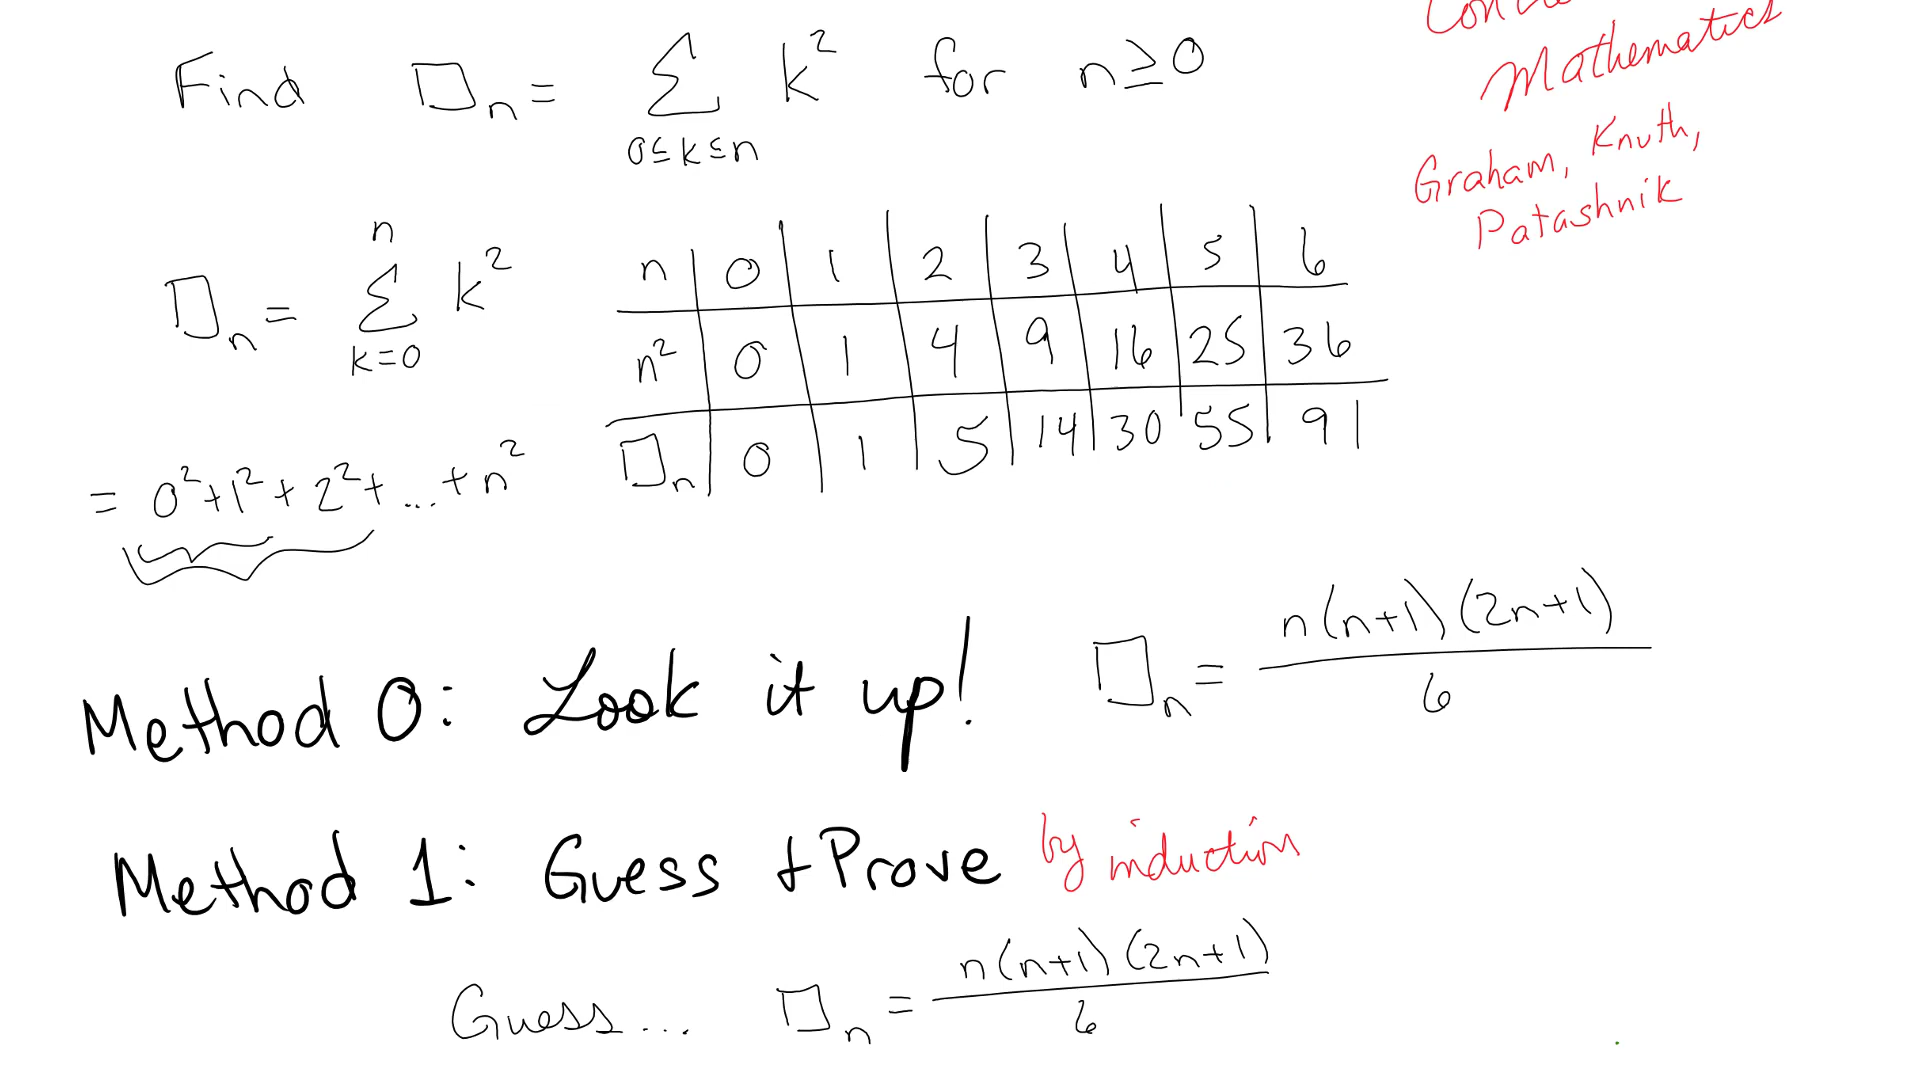 Find □ₙ = Σ k² for n≥0
0≤k≤n
Mathematics
Graham, Knuth,
Patashnik
n
□ₙ = Σ k²
k=0
= 0²+1²+2²+...+n²
n | 0 | 1 | 2 | 3 | 4 | 5 | 6
n² | 0 | 1 | 4 | 9 | 16 | 25 | 36
□ₙ | 0 | 1 | 5 | 14 | 30 | 55 | 91
Method 0: Look it up!
n(n+1)(2n+1)
□ₙ =
6
Method 1: Guess + Prove by induction
n(n+1)(2n+1)
Guess... □ₙ =
6